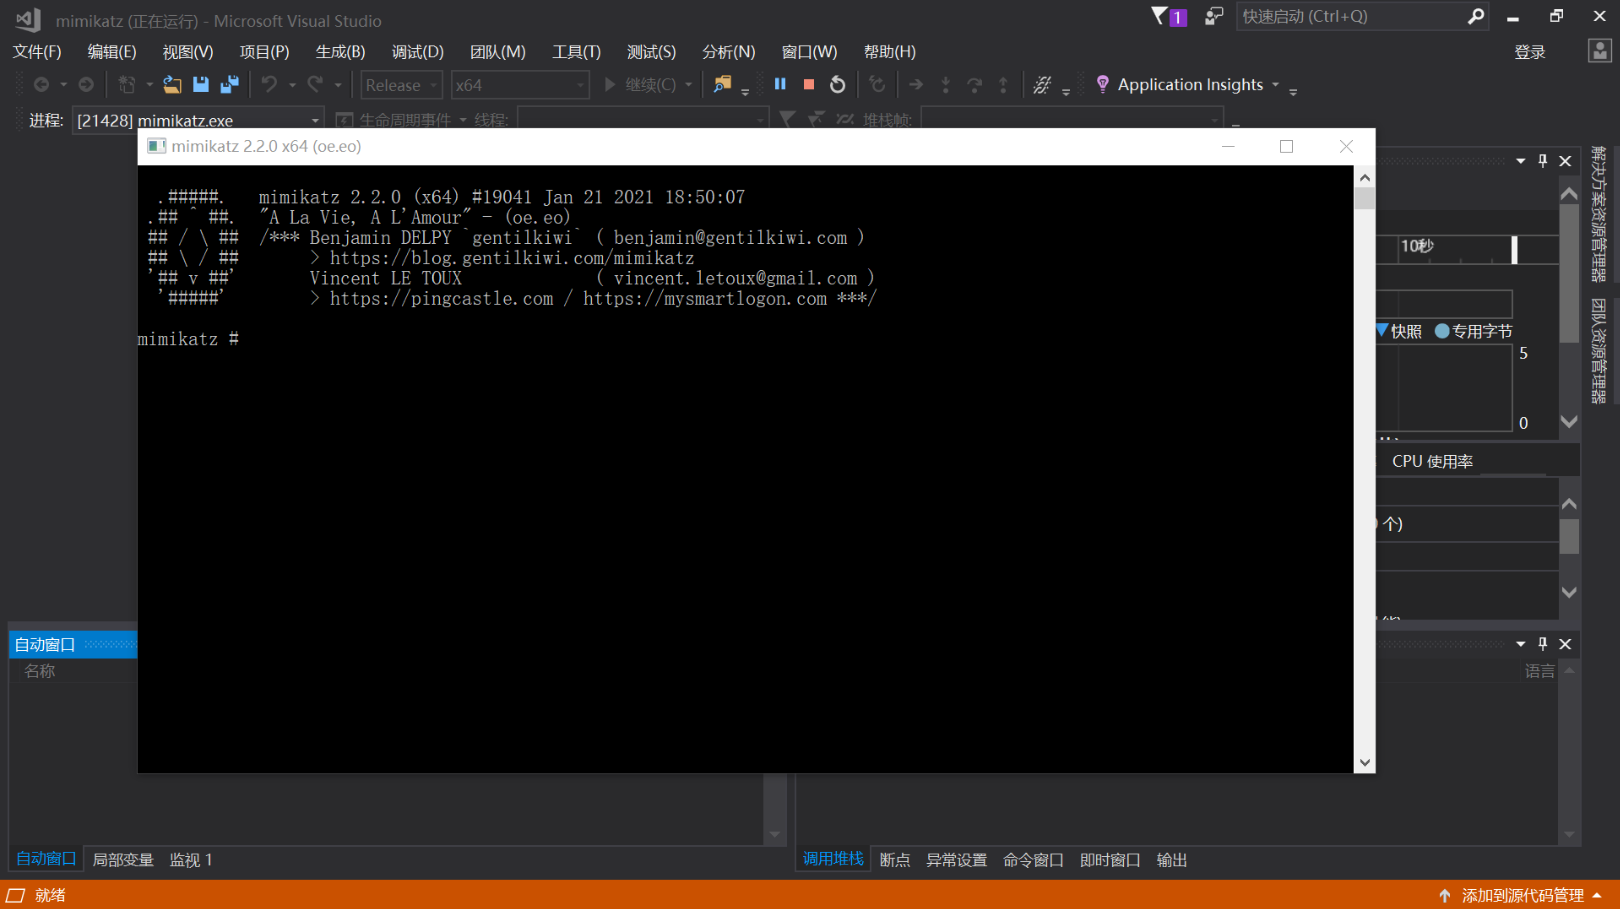 mimikatz (正在运行) - Microsoft Visual Studio
1
快速启动 (Ctrl+Q)
文件(F) 编辑(E) 视图(V) 项目(P) 生成(B) 调试(D) 团队(M) 工具(T) 测试(S) 分析(N) 窗口(W) 帮助(H)
登录
Release x64 继续(C) Application Insights
进程: [21428] mimikatz.exe 生命周期事件 线程: 堆栈帧:
mimikatz 2.2.0 x64 (oe.eo)
.#####. mimikatz 2.2.0 (x64) #19041 Jan 21 2021 18:50:07
.## ^ ##. "A La Vie, A L'Amour" - (oe.eo)
## / \ ## /*** Benjamin DELPY `gentilkiwi` ( benjamin@gentilkiwi.com )
## \ / ## > https://blog.gentilkiwi.com/mimikatz
'## v ##' Vincent LE TOUX ( vincent.letoux@gmail.com )
'#####' > https://pingcastle.com / https://mysmartlogon.com ***/
mimikatz #
10秒
快照 专用字节
5
0
CPU 使用率
个)
解决方案资源管理器
团队资源管理器
自动窗口
名称
语言
自动窗口 局部变量 监视 1
调用堆栈 断点 异常设置 命令窗口 即时窗口 输出
就绪
添加到源代码管理